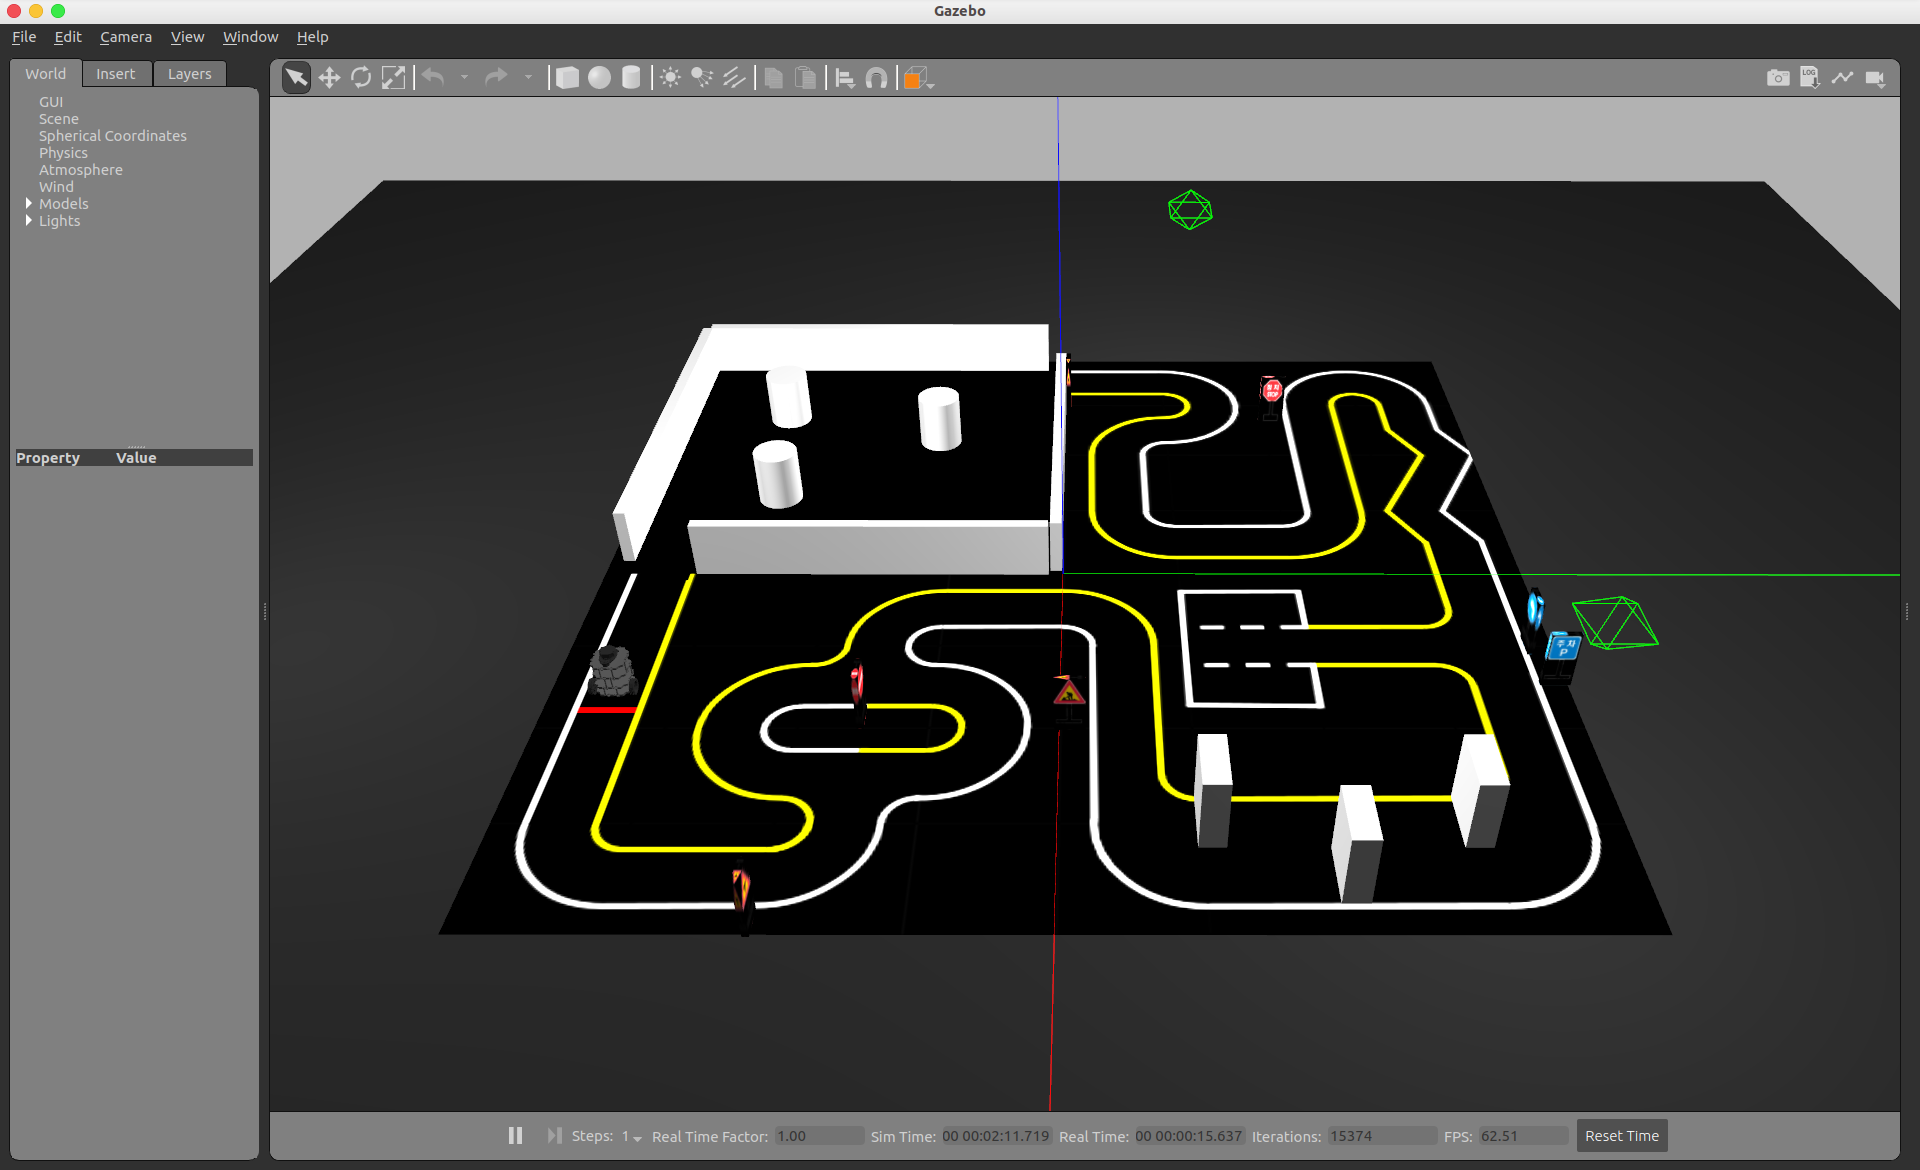 Gazebo
File Edit Camera View Window Help
World Insert Layers
GUI
Scene
Spherical Coordinates
Physics
Atmosphere
Wind
Models
Lights
Property Value
LOG
STOP
P
Steps: 1 Real Time Factor: 1.00 Sim Time: 00 00:02:11.719 Real Time: 00 00:00:15.637 Iterations: 15374 FPS: 62.51 Reset Time